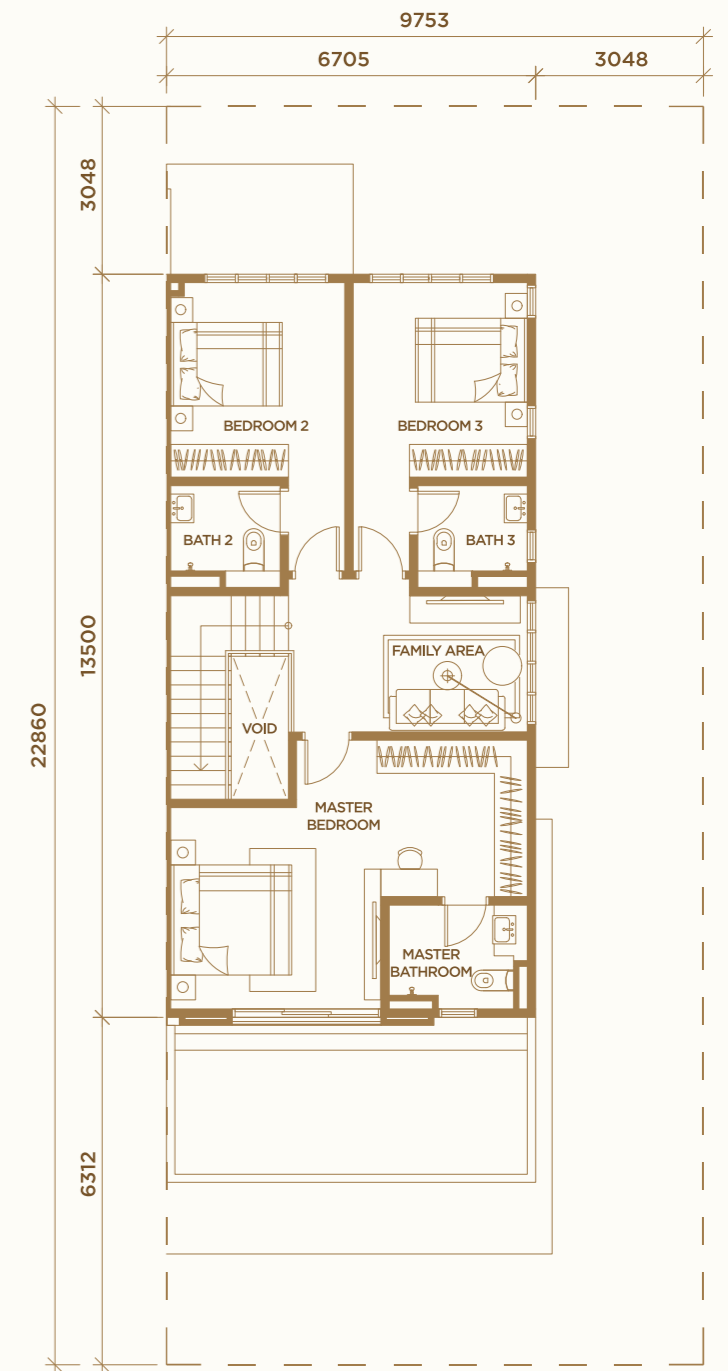 9753
6705
3048
3048
13500
22860
6312
BEDROOM 2
BEDROOM 3
BATH 2
BATH 3
FAMILY AREA
VOID
MASTER
BEDROOM
MASTER
BATHROOM